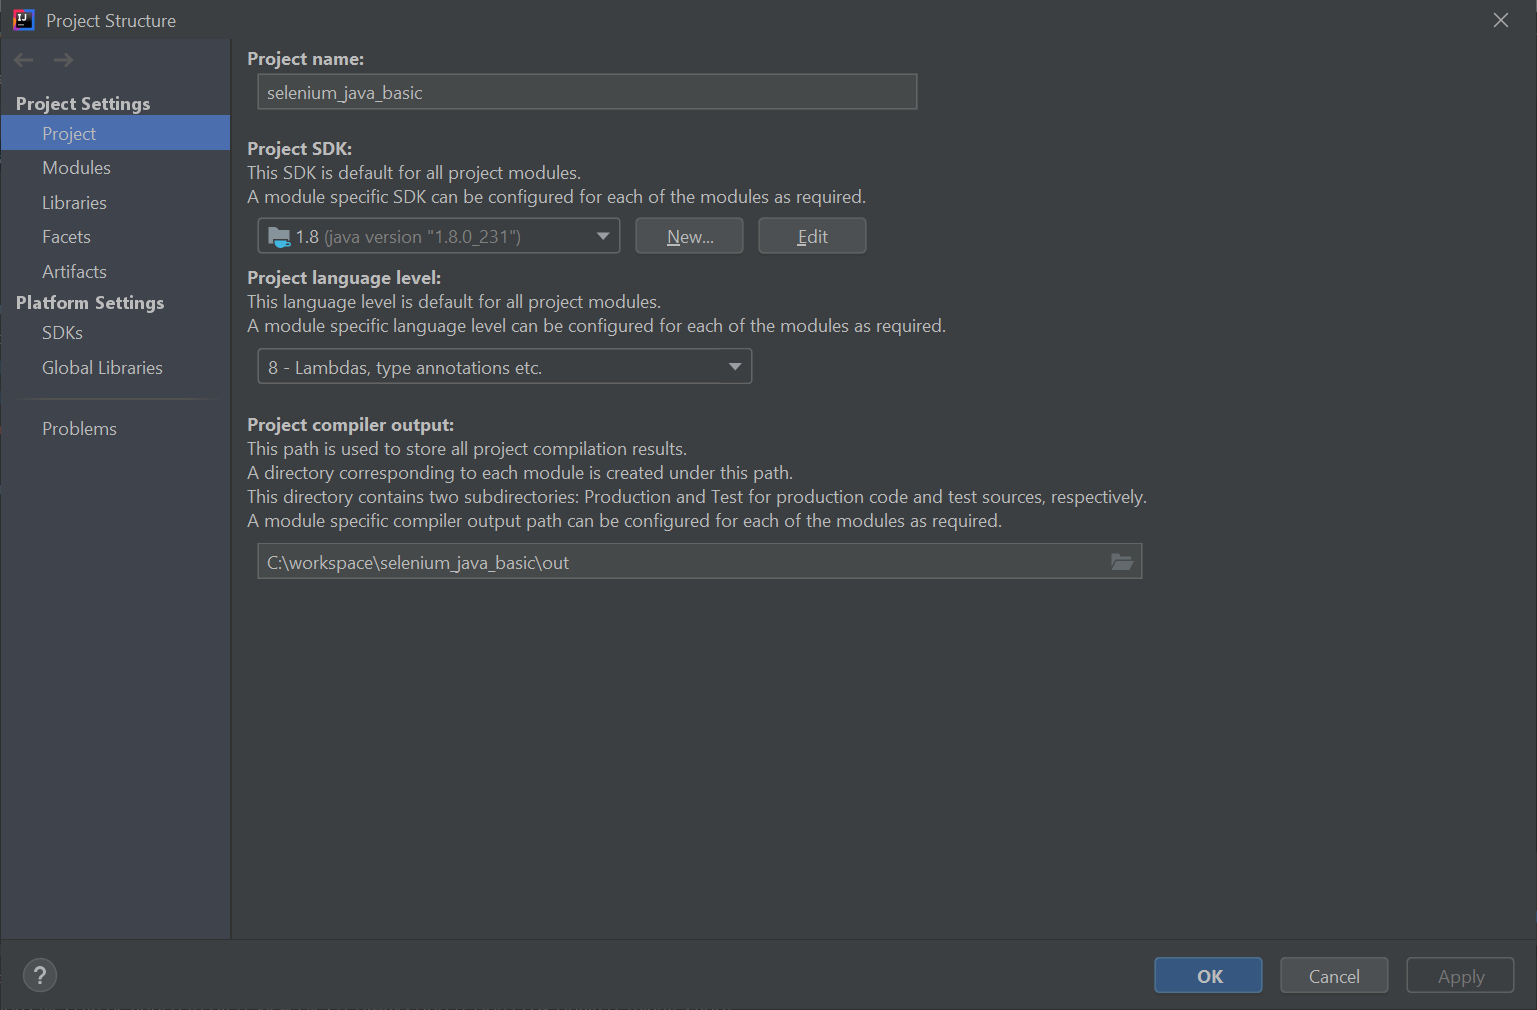 Project Structure
Project Settings
Project
Modules
Libraries
Facets
Artifacts
Platform Settings
SDKs
Global Libraries
Problems
Project name:
selenium_java_basic
Project SDK:
This SDK is default for all project modules.
A module specific SDK can be configured for each of the modules as required.
1.8 (java version "1.8.0_231") New... Edit
Project language level:
This language level is default for all project modules.
A module specific language level can be configured for each of the modules as required.
8 - Lambdas, type annotations etc.
Project compiler output:
This path is used to store all project compilation results.
A directory corresponding to each module is created under this path.
This directory contains two subdirectories: Production and Test for production code and test sources, respectively.
A module specific compiler output path can be configured for each of the modules as required.
C:\workspace\selenium_java_basic\out
? OK Cancel Apply